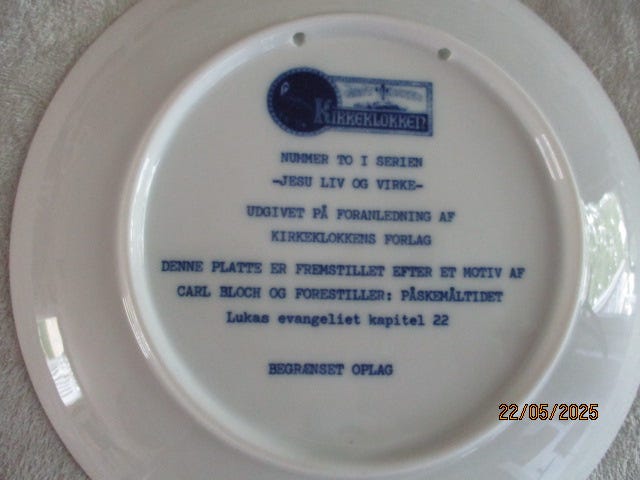 KIRKEKLOKKEN
NUMMER TO I SERIEN
-JESU LIV OG VIRKE-
UDGIVET PÅ FORANLEDNING AF
KIRKEKLOKKENS FORLAG
DENNE PLATTE ER FREMSTILLET EFTER ET MOTIV AF
CARL BLOCH OG FORESTILLER: PÅSKEMÅLTIDET
Lukas evangeliet kapitel 22
BEGRÆNSET OPLAG
22/05/2025